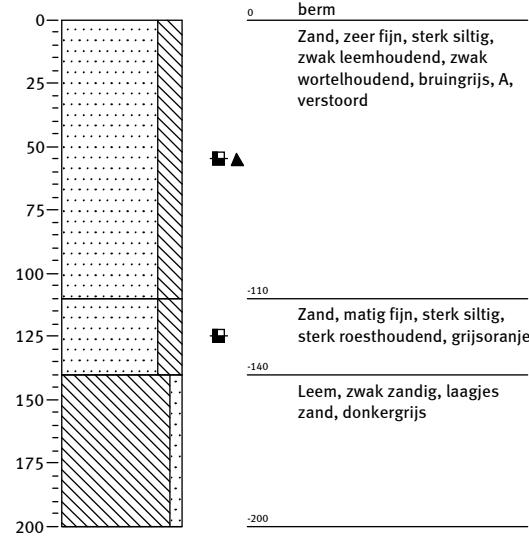 0
25
50
75
100
125
150
175
200
0
berm
Zand, zeer fijn, sterk siltig,
zwak leemhoudend, zwak
wortelhoudend, bruingrijs, A,
verstoord
-110
Zand, matig fijn, sterk siltig,
sterk roesthoudend, grijsoranje
-140
Leem, zwak zandig, laagjes
zand, donkergrijs
-200